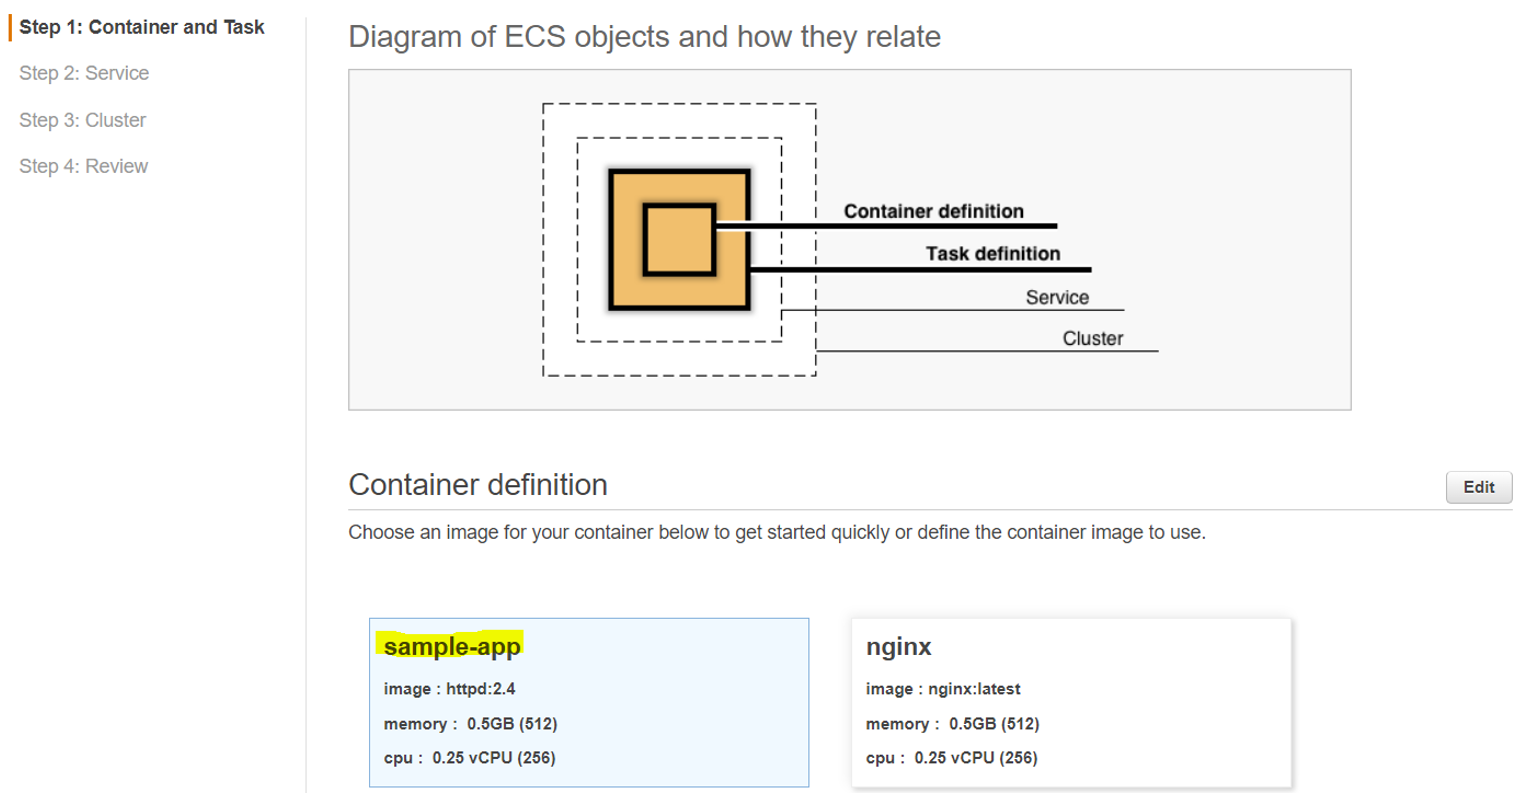 Step 1: Container and Task
Step 2: Service
Step 3: Cluster
Step 4: Review
Diagram of ECS objects and how they relate
Container definition
Task definition
Service
Cluster
Container definition
Edit
Choose an image for your container below to get started quickly or define the container image to use.
sample-app
image : httpd:2.4
memory : 0.5GB (512)
cpu : 0.25 vCPU (256)
nginx
image : nginx:latest
memory : 0.5GB (512)
cpu : 0.25 vCPU (256)